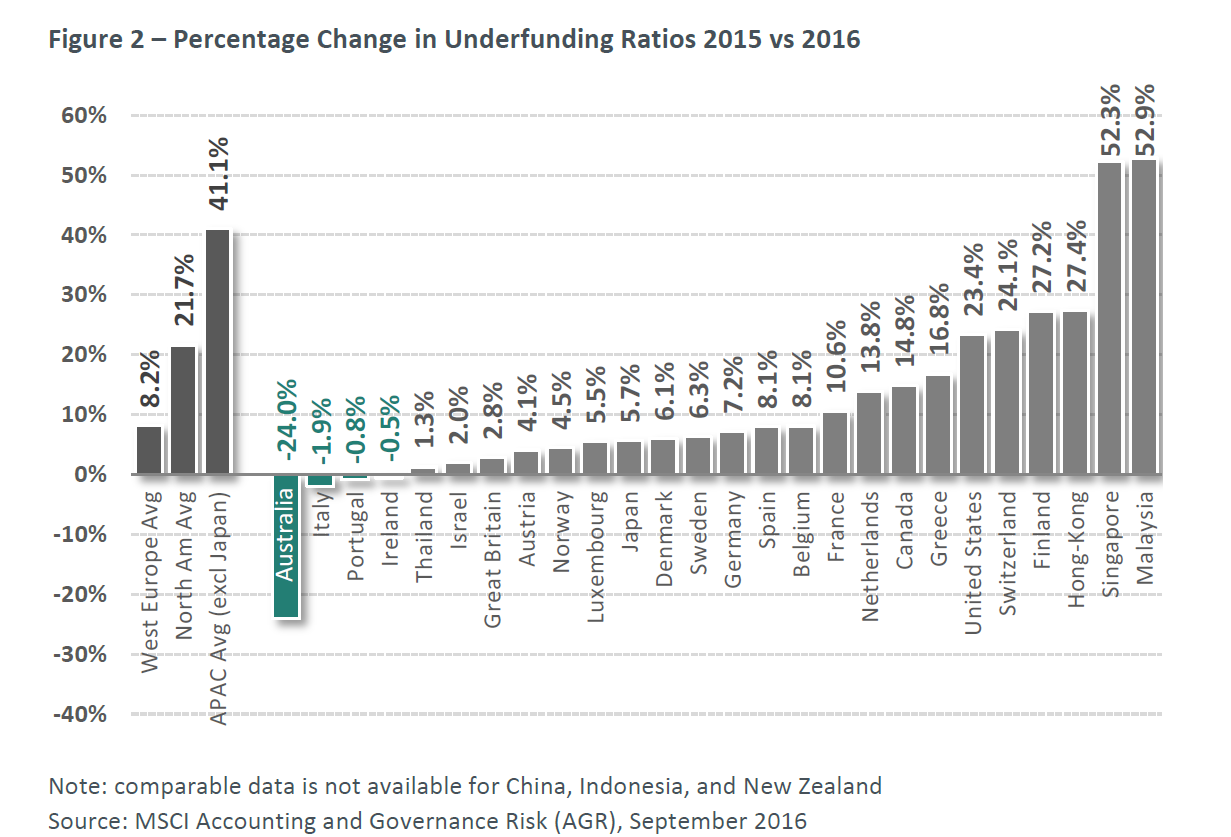 Figure 2 – Percentage Change in Underfunding Ratios 2015 vs 2016
60%
50%
40%
30%
20%
10%
0%
-10%
-20%
-30%
-40%
8.2%
21.7%
41.1%
-24.0%
-1.9%
-0.8%
-0.5%
1.3%
2.0%
2.8%
4.1%
4.5%
5.5%
5.7%
6.1%
6.3%
7.2%
8.1%
8.1%
10.6%
13.8%
14.8%
16.8%
23.4%
24.1%
27.2%
27.4%
52.3%
52.9%
West Europe Avg
North Am Avg
APAC Avg (excl Japan)
Australia
Italy
Portugal
Ireland
Thailand
Israel
Great Britain
Austria
Norway
Luxembourg
Japan
Denmark
Sweden
Germany
Spain
Belgium
France
Netherlands
Canada
Greece
United States
Switzerland
Finland
Hong-Kong
Singapore
Malaysia
Note: comparable data is not available for China, Indonesia, and New Zealand
Source: MSCI Accounting and Governance Risk (AGR), September 2016